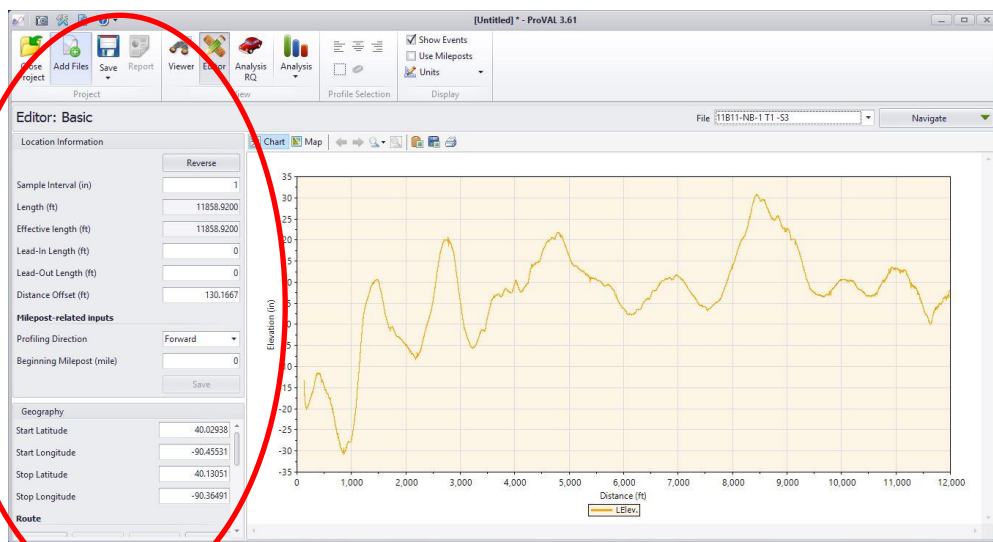 [Untitled] * - ProVAL 3.61
Close Project Add Files Save Report Viewer Editor Analysis RQ Analysis
Show Events
Use Mileposts
Units
Project View Profile Selection Display
Editor: Basic File 11B11-NB-1 T1 -S3 Navigate
Location Information Chart Map
Reverse
Sample Interval (in) 1
Length (ft) 11858.9200
Effective length (ft) 11858.9200
Lead-In Length (ft) 0
Lead-Out Length (ft) 0
Distance Offset (ft) 130.1667
Milepost-related inputs
Profiling Direction Forward
Beginning Milepost (mile) 0
Save
Geography
Start Latitude 40.02938
Start Longitude -90.45531
Stop Latitude 40.13051
Stop Longitude -90.36491
Route
Elevation (in)
35
30
25
20
15
10
5
0
-5
-10
-15
-20
-25
-30
-35
0 1,000 2,000 3,000 4,000 5,000 6,000 7,000 8,000 9,000 10,000 11,000 12,000
Distance (ft)
LElev.